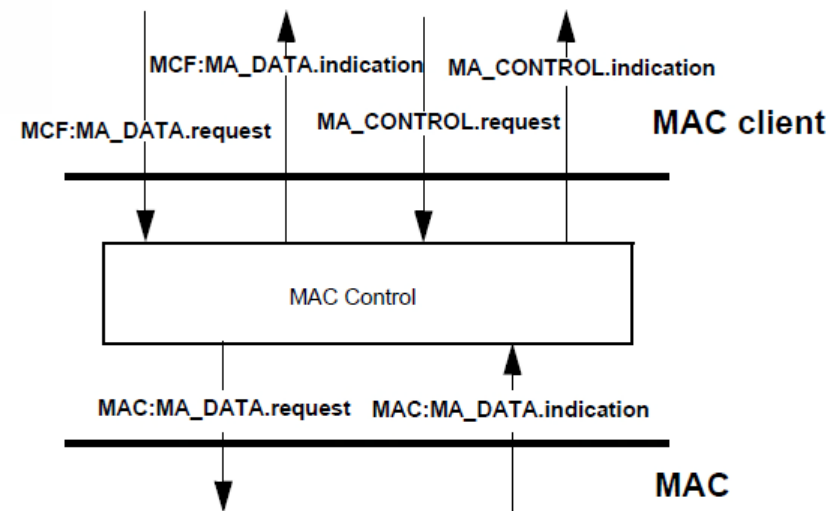 MCF:MA_DATA.indication
MA_CONTROL.indication
MCF:MA_DATA.request
MA_CONTROL.request
MAC client
MAC Control
MAC:MA_DATA.request
MAC:MA_DATA.indication
MAC